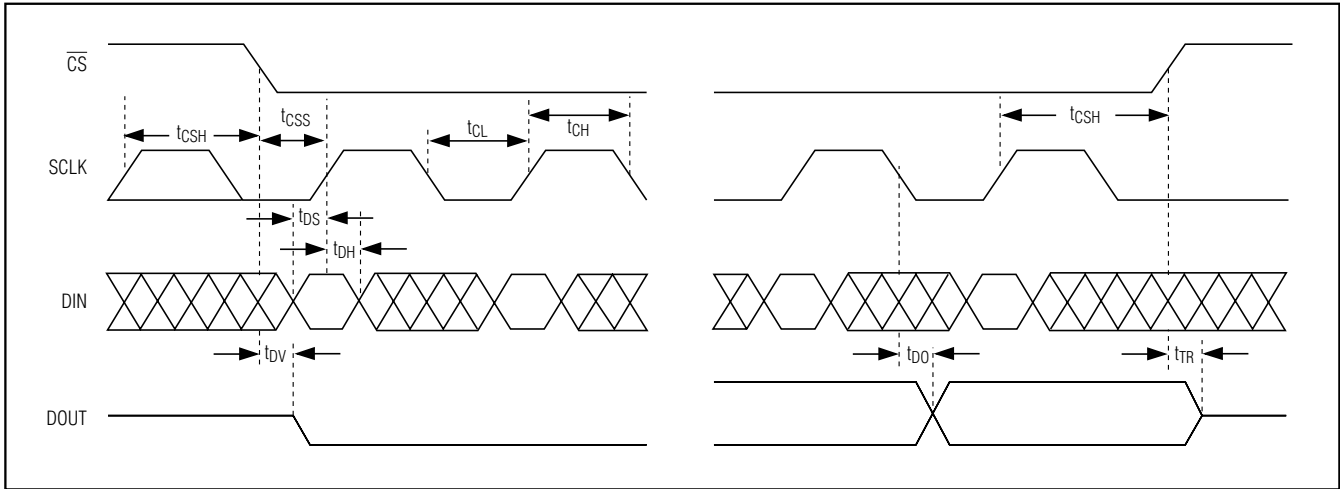 CS
tCSH
tCSS
tCL
tCH
tCSH
SCLK
tDS
tDH
DIN
tDV
tDO
tTR
DOUT